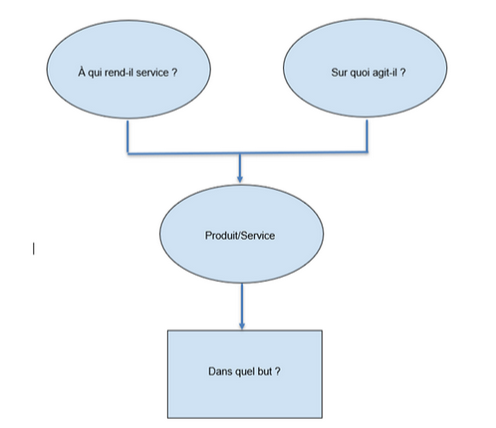 À qui rend-il service ?
Sur quoi agit-il ?
Produit/Service
Dans quel but ?